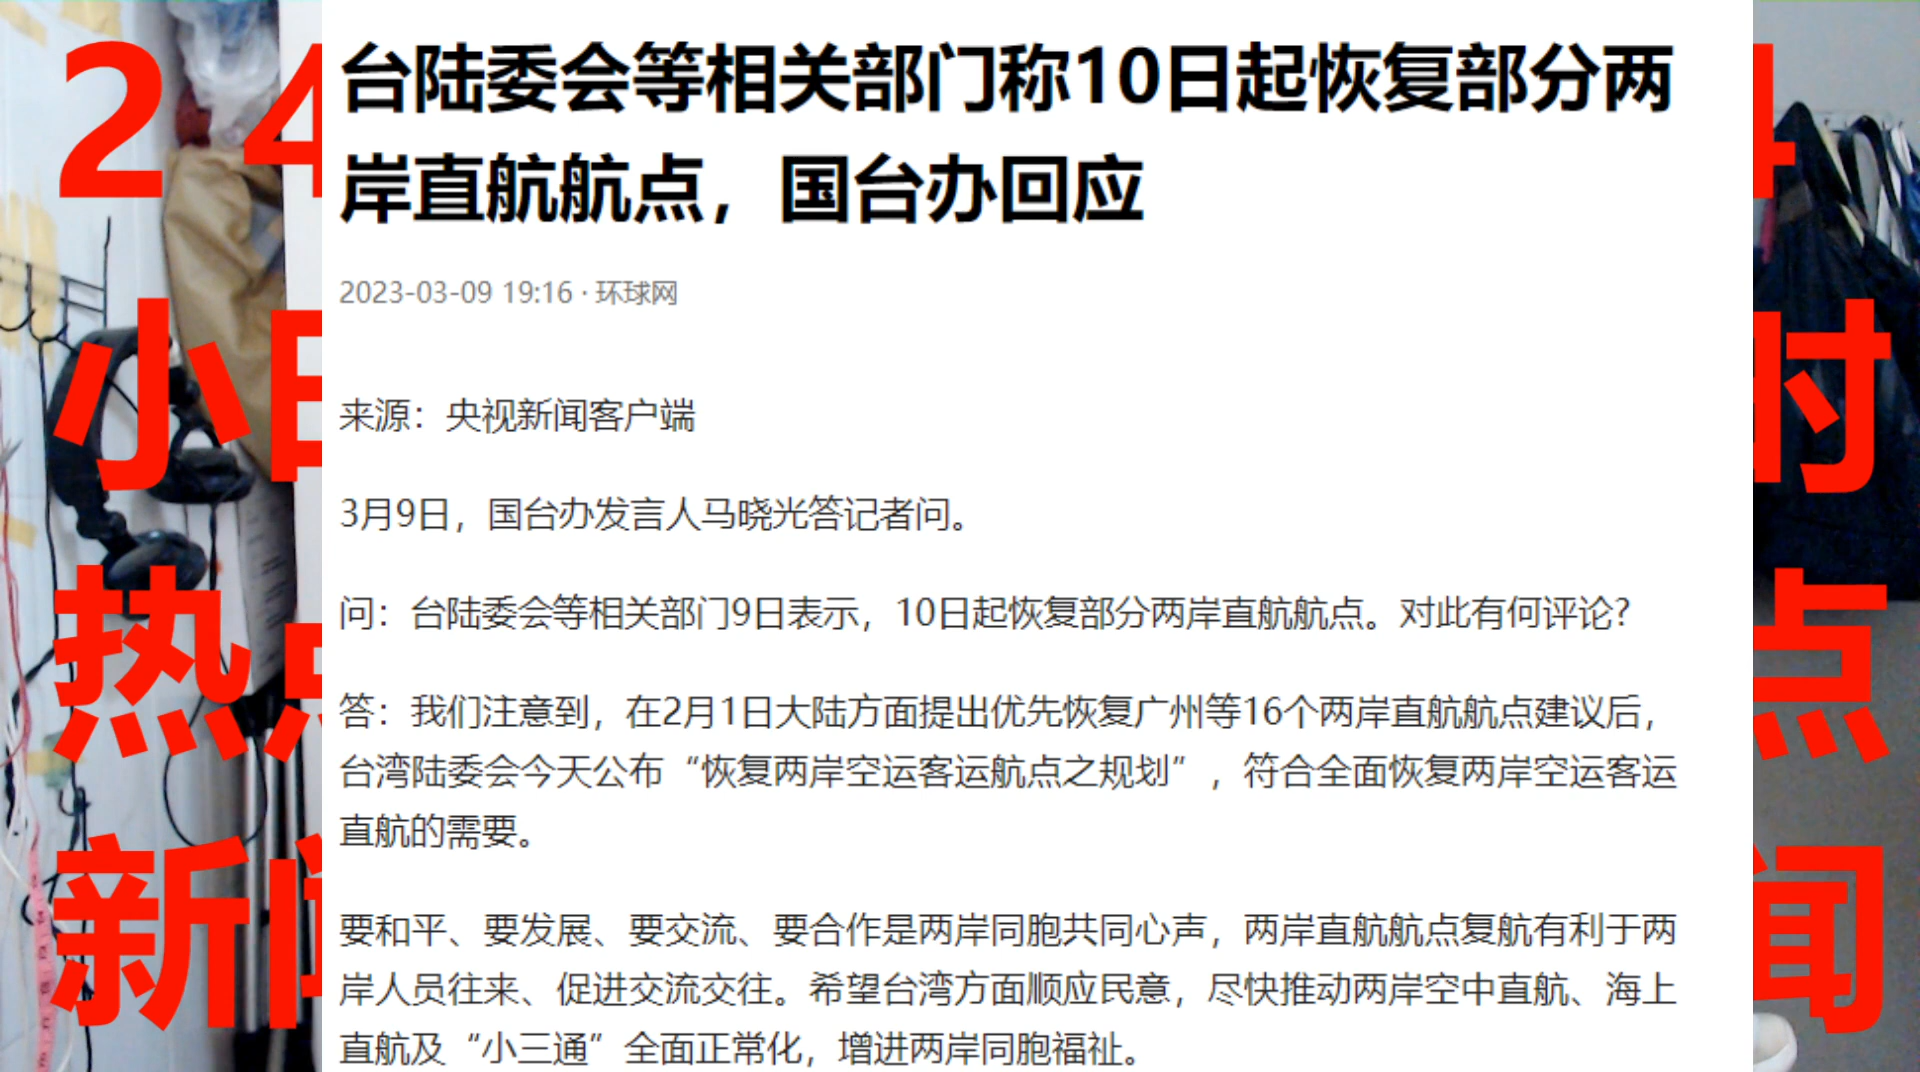 台陆委会等相关部门称10日起恢复部分两
岸直航航点，国台办回应
2023-03-09 19:16 · 环球网
来源：央视新闻客户端
3月9日，国台办发言人马晓光答记者问。
问：台陆委会等相关部门9日表示，10日起恢复部分两岸直航航点。对此有何评论？
答：我们注意到，在2月1日大陆方面提出优先恢复广州等16个两岸直航航点建议后，
台湾陆委会今天公布“恢复两岸空运客运航点之规划”，符合全面恢复两岸空运客运
直航的需要。
要和平、要发展、要交流、要合作是两岸同胞共同心声，两岸直航航点复航有利于两
岸人员往来、促进交流交往。希望台湾方面顺应民意，尽快推动两岸空中直航、海上
直航及“小三通”全面正常化，增进两岸同胞福祉。
24
小时
热点
新闻
4
时
点
闻